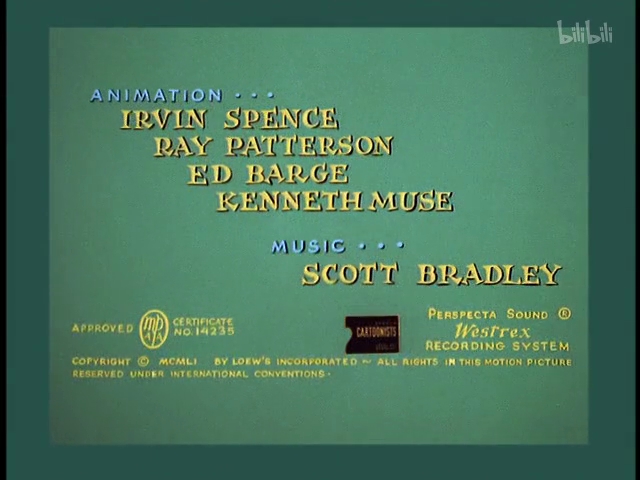 bilibili
ANIMATION . . .
IRVIN SPENCE
RAY PATTERSON
ED BARGE
KENNETH MUSE
MUSIC . . .
SCOTT BRADLEY
APPROVED
MPAA
CERTIFICATE
NO. 14235
CARTOONISTS
PERSPECTA SOUND ®
Westrex
RECORDING SYSTEM
COPYRIGHT © MCMLI BY LOEW'S INCORPORATED ~ ALL RIGHTS IN THIS MOTION PICTURE
RESERVED UNDER INTERNATIONAL CONVENTIONS.